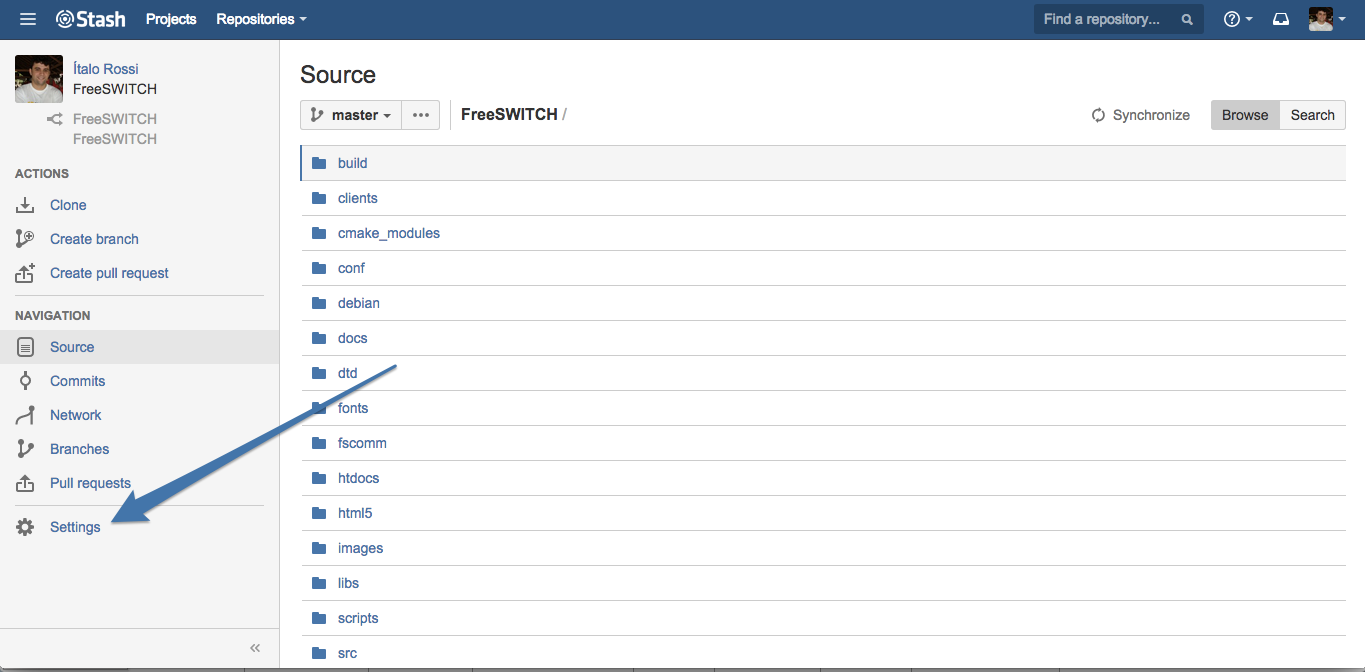 Stash Projects Repositories Find a repository...
Ítalo Rossi
FreeSWITCH
FreeSWITCH
FreeSWITCH
ACTIONS
Clone
Create branch
Create pull request
NAVIGATION
Source
Commits
Network
Branches
Pull requests
Settings
Source
master FreeSWITCH / Synchronize Browse Search
build
clients
cmake_modules
conf
debian
docs
dtd
fonts
fscomm
htdocs
html5
images
libs
scripts
src